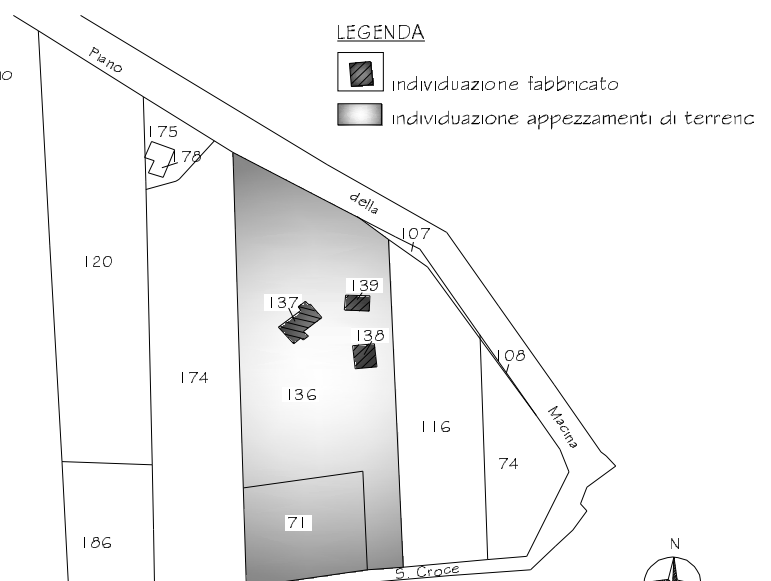 LEGENDA
individuazione fabbricato
individuazione appezzamenti di terrenc
Piano
175
178
della
107
120
139
137
138
108
174
136
116
Macina
74
71
186
N
S. Croce